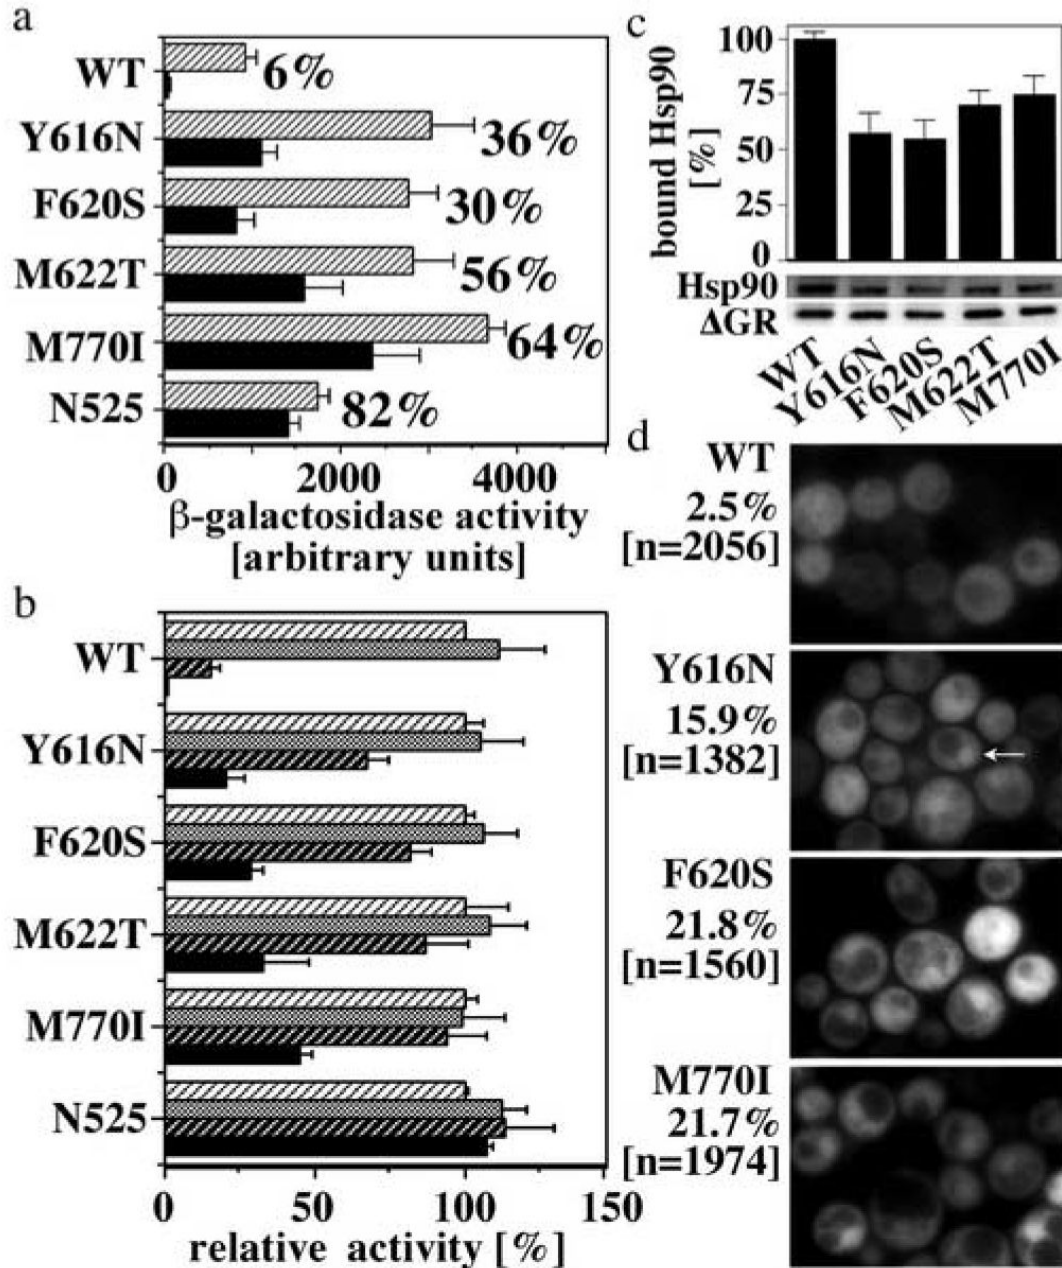 a
WT
6%
Y616N
36%
F620S
30%
M622T
56%
M770I
64%
N525
82%
0
2000
4000
β-galactosidase activity
[arbitrary units]
b
WT
Y616N
F620S
M622T
M770I
N525
0
50
100
150
relative activity [%]
c
bound Hsp90
[%]
100
75
50
25
0
Hsp90
ΔGR
WT
Y616N
F620S
M622T
M770I
d
WT
2.5%
[n=2056]
Y616N
15.9%
[n=1382]
F620S
21.8%
[n=1560]
M770I
21.7%
[n=1974]